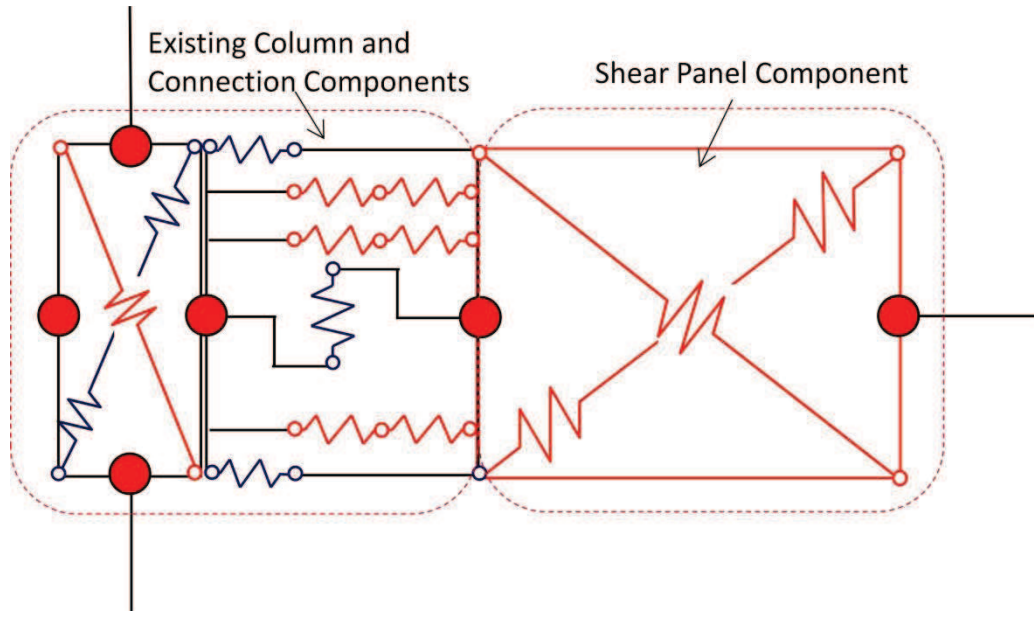 Existing Column and
Connection Components
Shear Panel Component